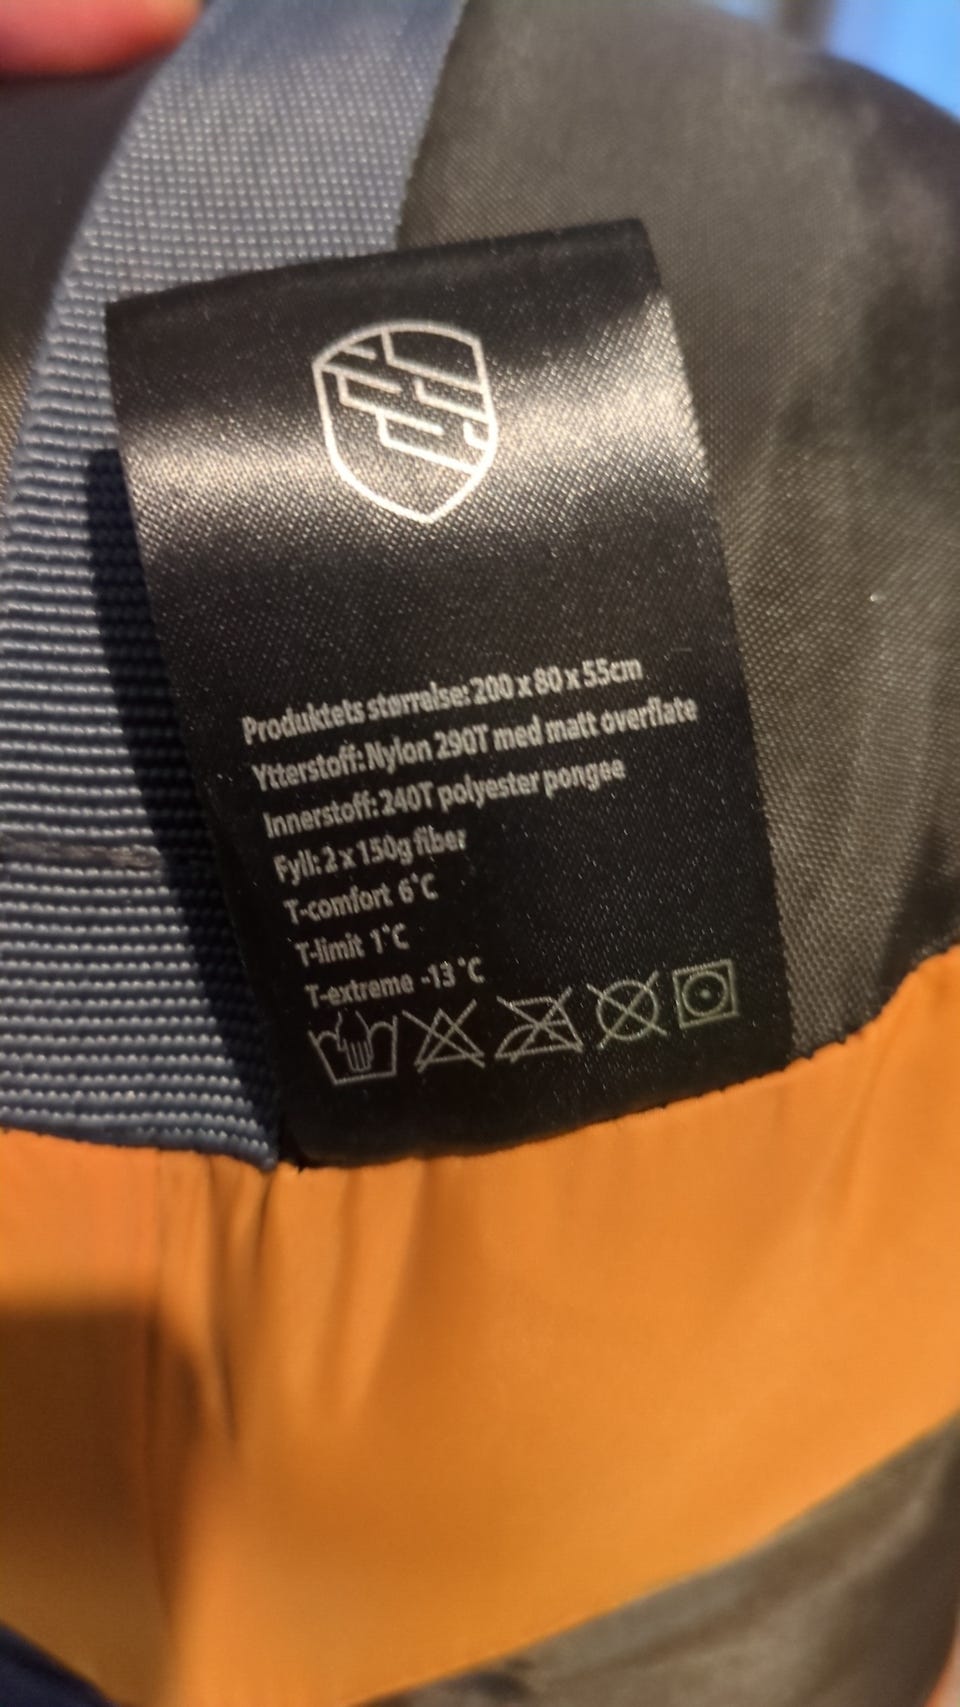 Produktets størrelse: 200 x 80 x 55cm
Ytterstoff: Nylon 290T med matt overflate
Innerstoff: 240T polyester pongee
Fyll: 2 x 150g fiber
T-comfort 6°C
T-limit 1°C
T-extreme -13 °C